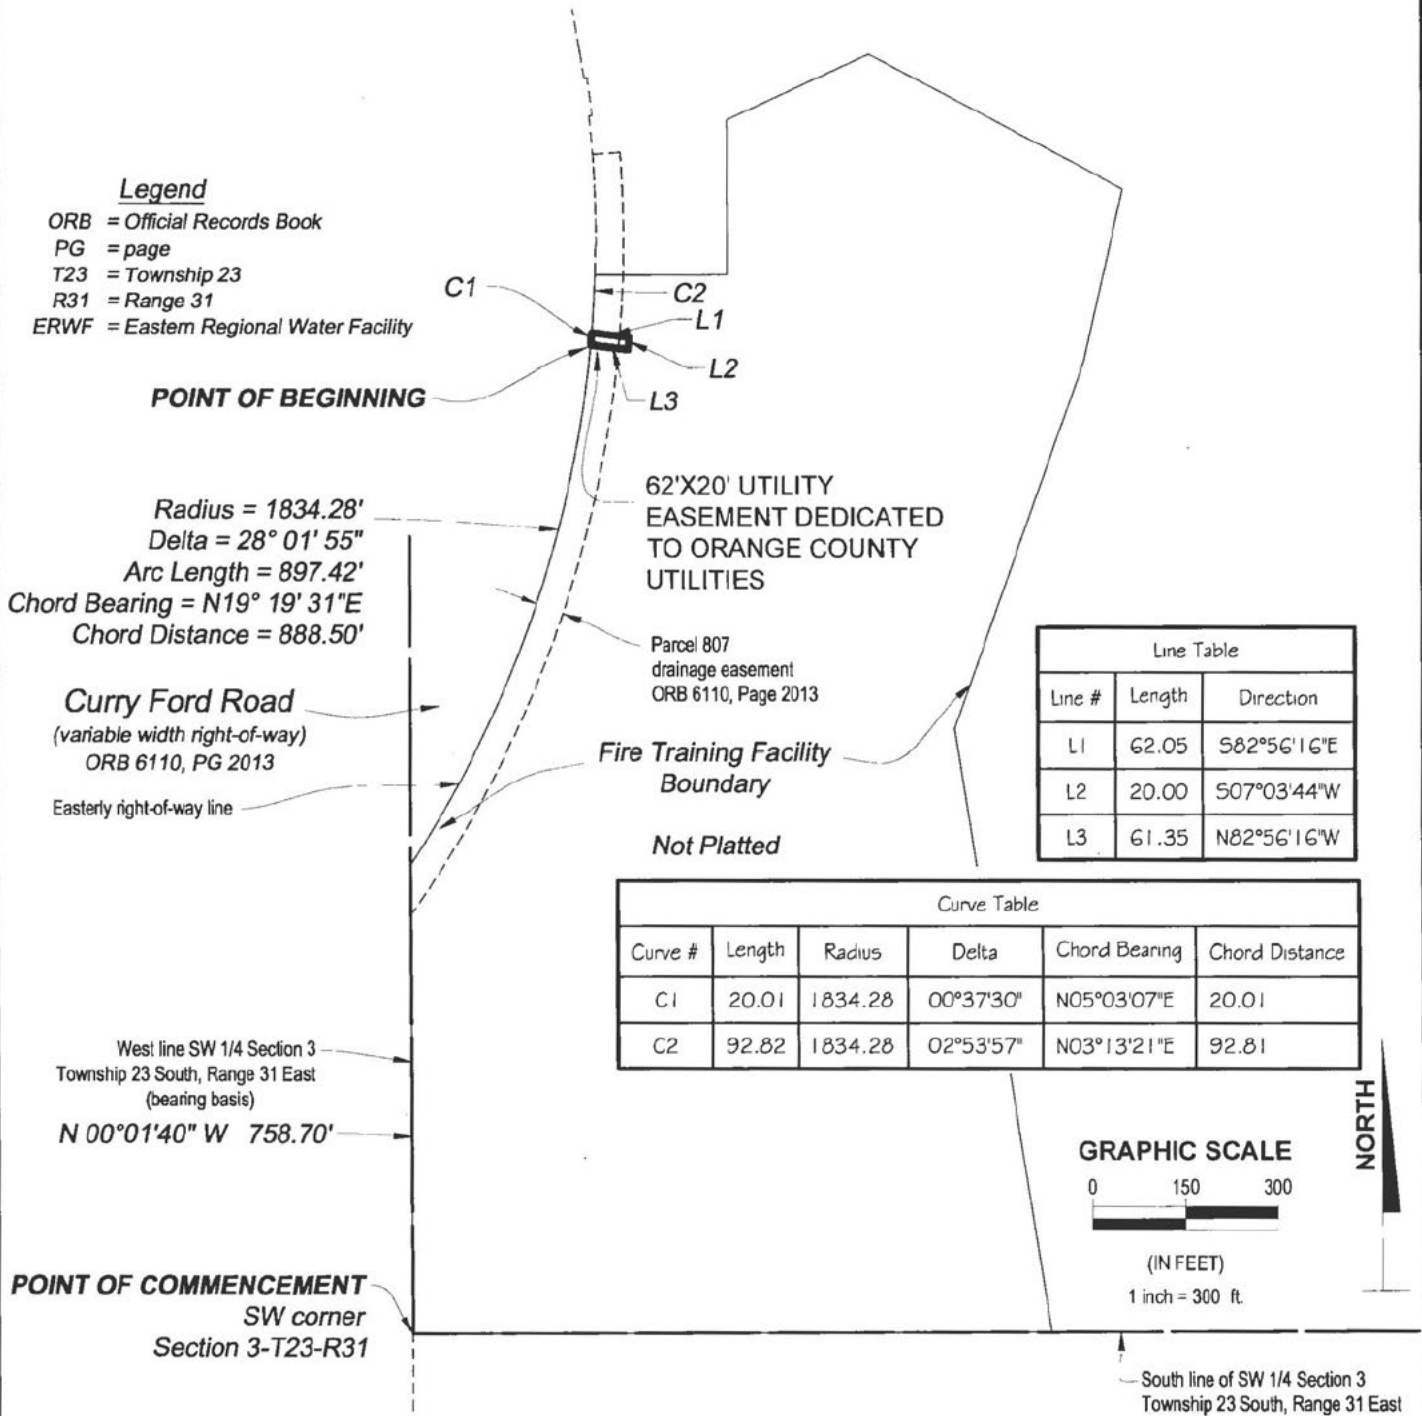 Legend
ORB = Official Records Book
PG = page
T23 = Township 23
R31 = Range 31
ERWF = Eastern Regional Water Facility
C1
C2
L1
L2
L3
POINT OF BEGINNING
62'X20' UTILITY
EASEMENT DEDICATED
TO ORANGE COUNTY
UTILITIES
Radius = 1834.28'
Delta = 28° 01' 55"
Arc Length = 897.42'
Chord Bearing = N19° 19' 31"E
Chord Distance = 888.50'
Parcel 807
drainage easement
ORB 6110, Page 2013
Curry Ford Road
(variable width right-of-way)
ORB 6110, PG 2013
Easterly right-of-way line
Fire Training Facility
Boundary
Not Platted
Line Table
Line # Length Direction
L1 62.05 S82°56'16"E
L2 20.00 S07°03'44"W
L3 61.35 N82°56'16"W
Curve Table
Curve # Length Radius Delta Chord Bearing Chord Distance
C1 20.01 1834.28 00°37'30" N05°03'07"E 20.01
C2 92.82 1834.28 02°53'57" N03°13'21"E 92.81
West line SW 1/4 Section 3
Township 23 South, Range 31 East
(bearing basis)
N 00°01'40" W 758.70'
NORTH
GRAPHIC SCALE
0 150 300
(IN FEET)
1 inch = 300 ft.
POINT OF COMMENCEMENT
SW corner
Section 3-T23-R31
South line of SW 1/4 Section 3
Township 23 South, Range 31 East